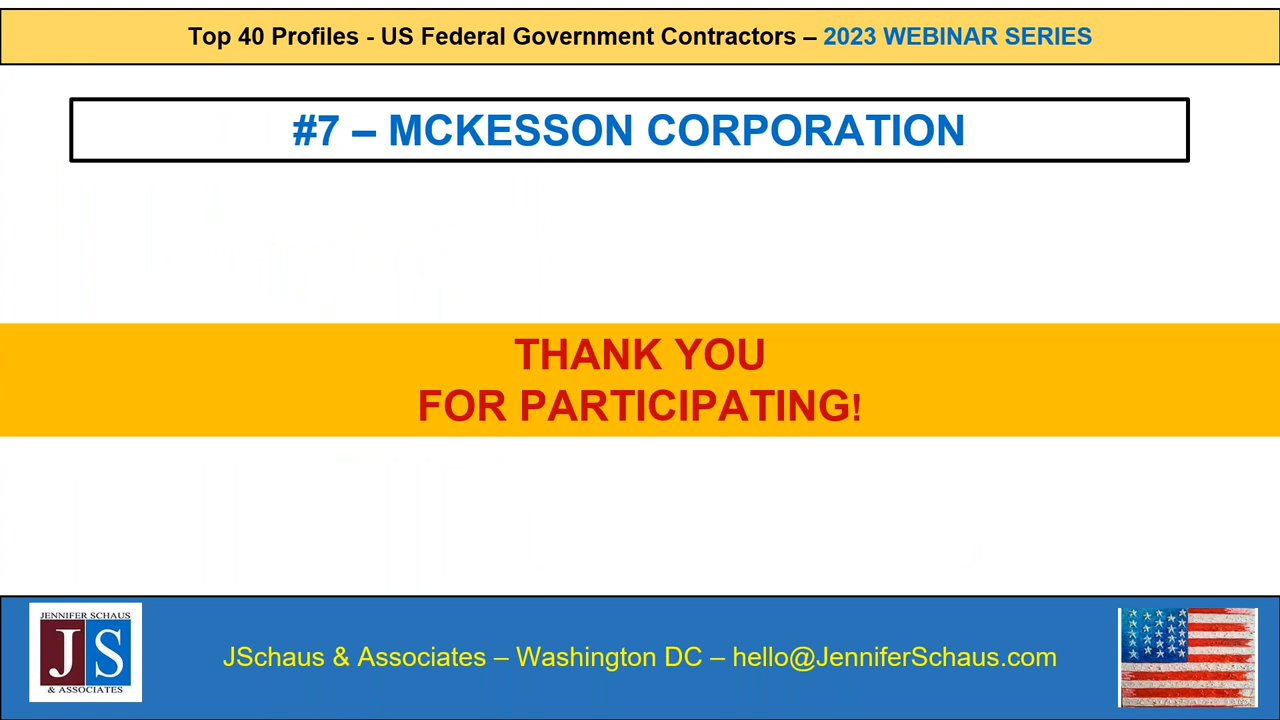 Top 40 Profiles - US Federal Government Contractors – 2023 WEBINAR SERIES
#7 – MCKESSON CORPORATION
THANK YOU
FOR PARTICIPATING!
JENNIFER SCHAUS
JS
& ASSOCIATES
JSchaus & Associates – Washington DC – hello@JenniferSchaus.com